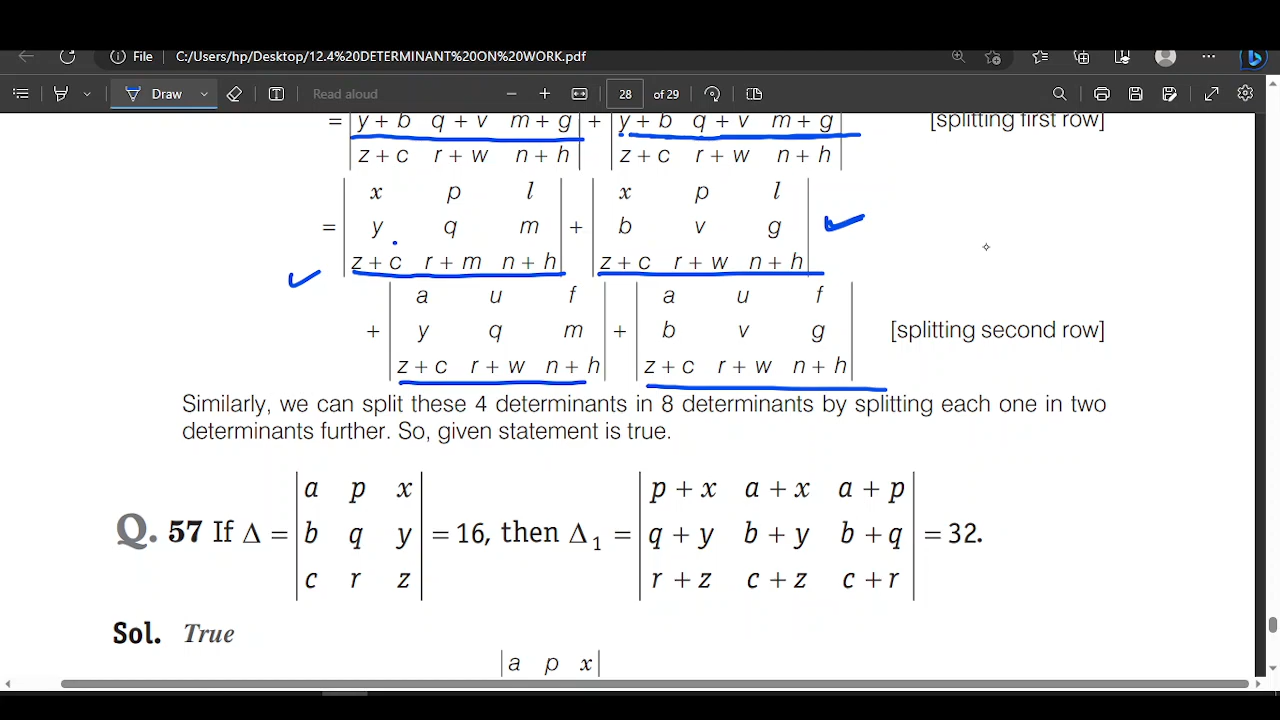 File C:/Users/hp/Desktop/12.4%20DETERMINANT%20ON%20WORK.pdf
Draw Read aloud 28 of 29
= | y + b q + v m + g | + | y + b q + v m + g | [splitting first row]
| z + c r + w n + h | | z + c r + w n + h |
| x p l | | x p l |
= | y q m | + | b v g |
| z + c r + m n + h | | z + c r + w n + h |
| a u f | | a u f |
+ | y q m | + | b v g | [splitting second row]
| z + c r + w n + h | | z + c r + w n + h |
Similarly, we can split these 4 determinants in 8 determinants by splitting each one in two
determinants further. So, given statement is true.
| a p x | | p + x a + x a + p |
Q. 57 If Δ = | b q y | = 16, then Δ1 = | q + y b + y b + q | = 32.
| c r z | | r + z c + z c + r |
Sol. True
| a p x |